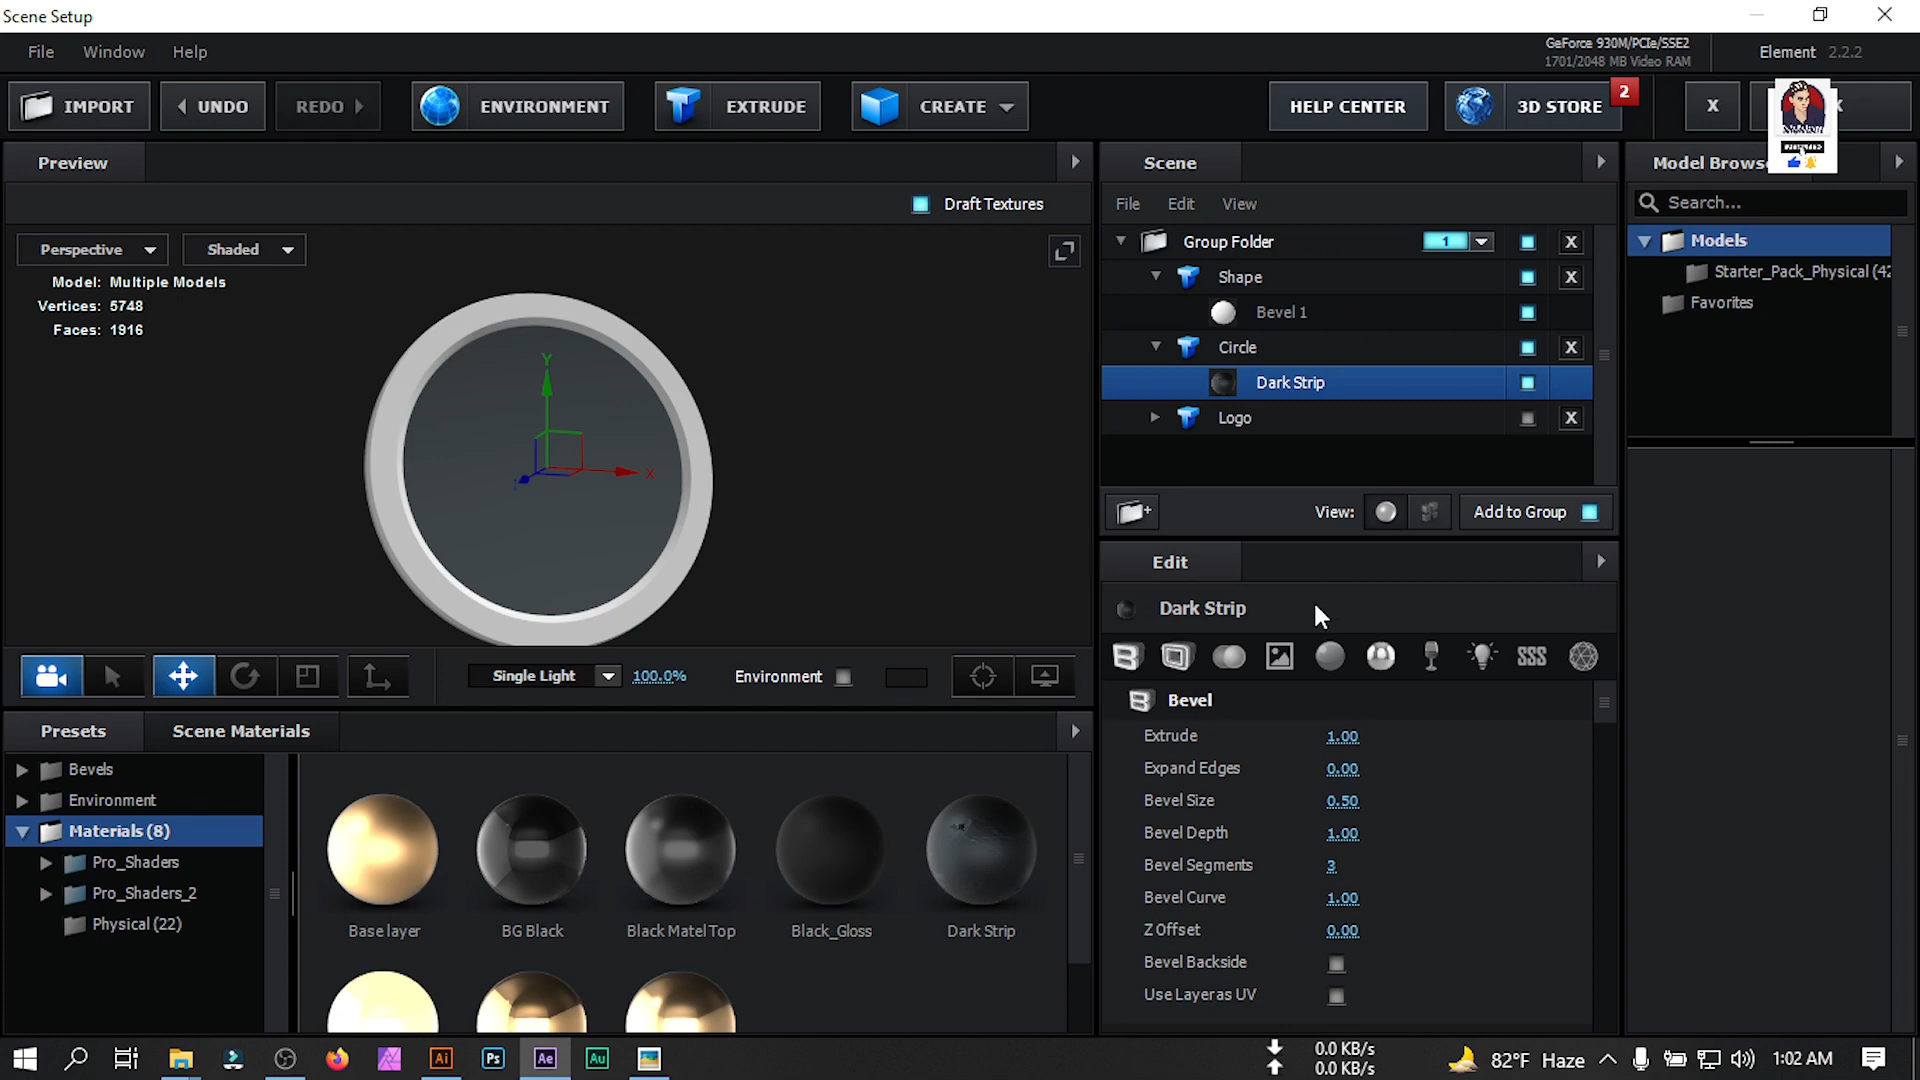 Scene Setup
File Window Help
GeForce 930M/PCIe/SSE2
1701/2048 MB Video RAM
Element 2.2.2
IMPORT UNDO REDO ENVIRONMENT EXTRUDE CREATE HELP CENTER 3D STORE 2 X X
Preview
Draft Textures
Perspective Shaded
Model: Multiple Models
Vertices: 5748
Faces: 1916
Y
X
Single Light 100.0% Environment
Scene
File Edit View
Group Folder 1 X
Shape X
Bevel 1
Circle X
Dark Strip
Logo X
View: Add to Group
Edit
Dark Strip
SSS
Bevel
Extrude 1.00
Expand Edges 0.00
Bevel Size 0.50
Bevel Depth 1.00
Bevel Segments 3
Bevel Curve 1.00
Z Offset 0.00
Bevel Backside
Use Layer as UV
Model Brows
Search...
Models
Starter_Pack_Physical (42
Favorites
Presets Scene Materials
Bevels
Environment
Materials (8)
Pro_Shaders
Pro_Shaders_2
Physical (22)
Base layer BG Black Black Matel Top Black_Gloss Dark Strip
Ai Ps Ae Au
0.0 KB/s
0.0 KB/s
82°F Haze 1:02 AM